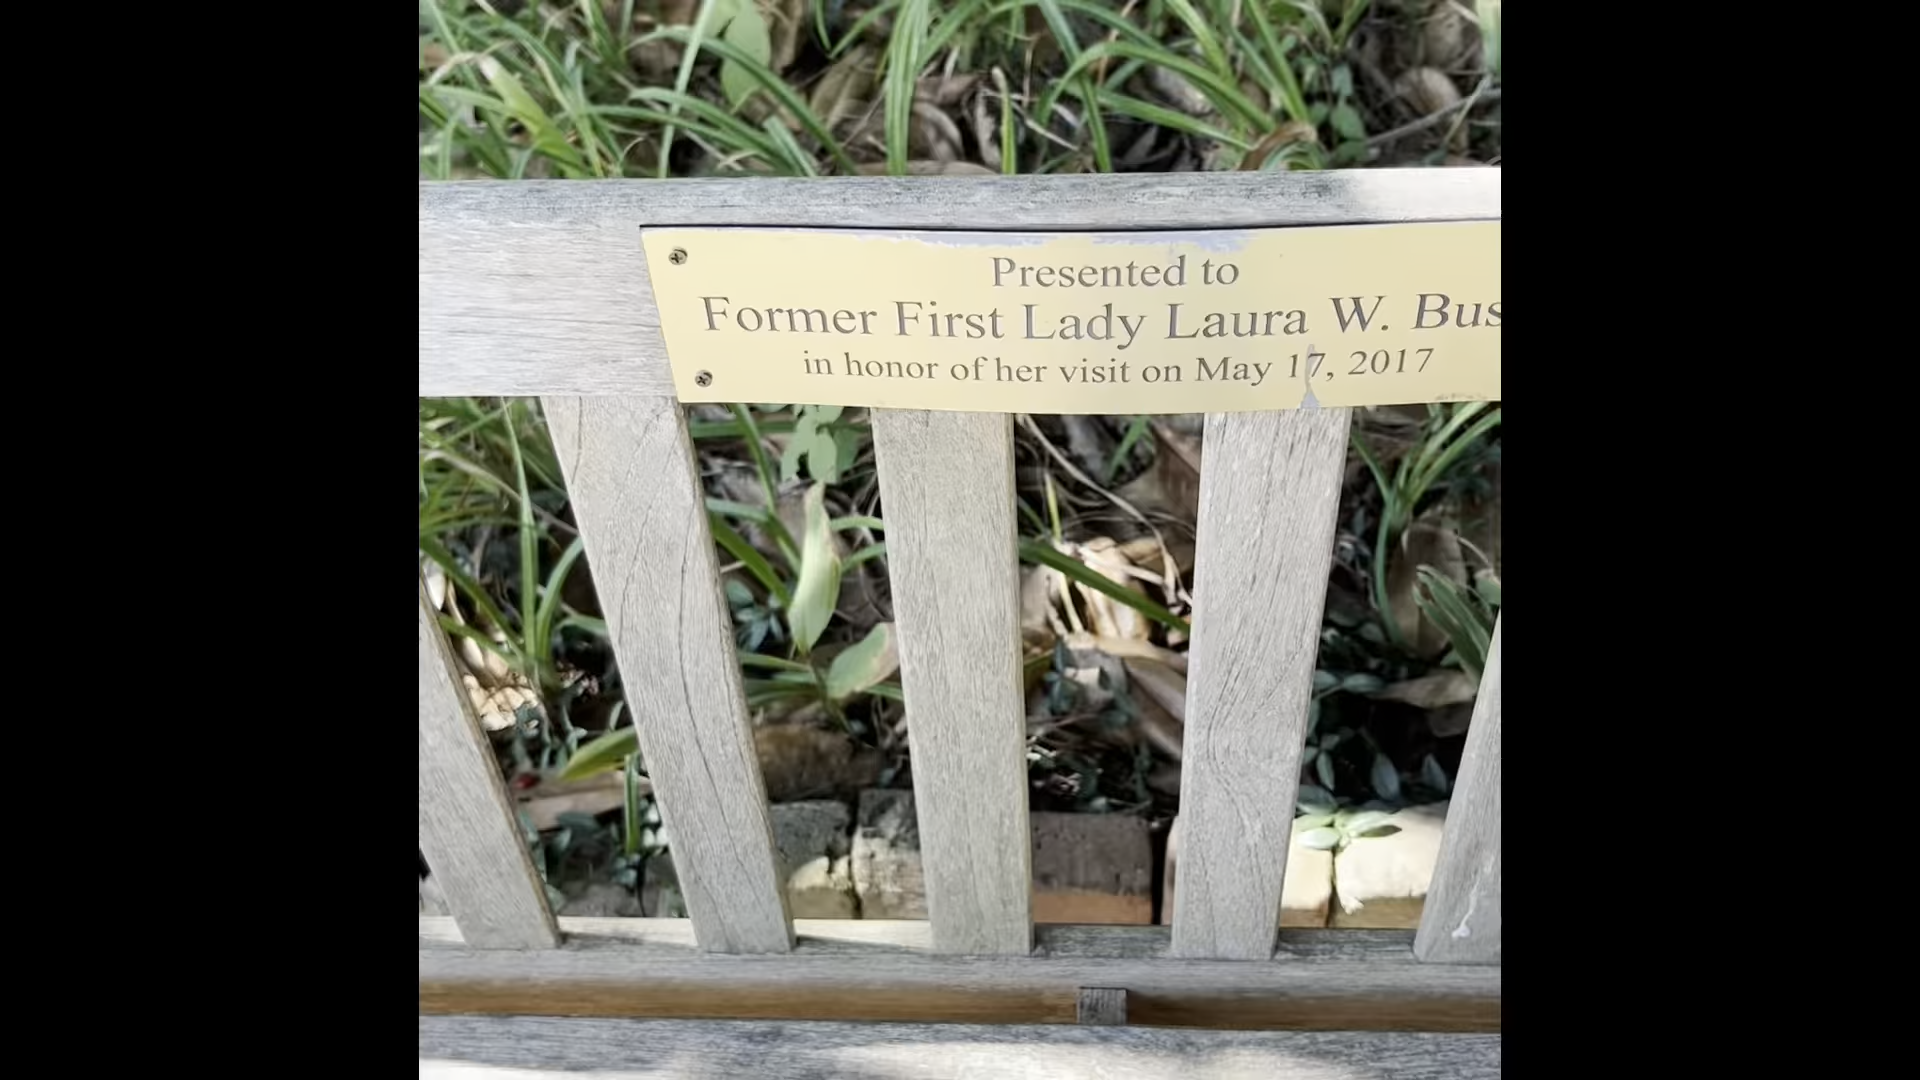 Presented to
Former First Lady Laura W. Bus
in honor of her visit on May 17, 2017